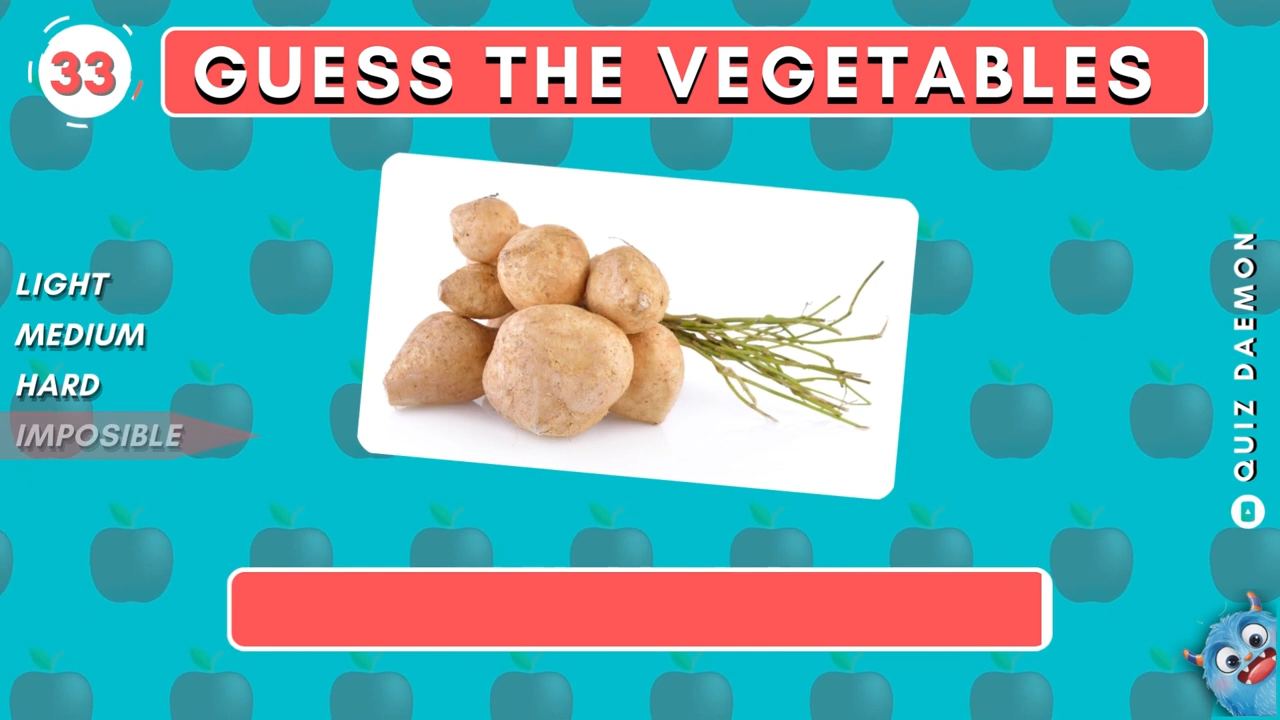 33
GUESS THE VEGETABLES
LIGHT
MEDIUM
HARD
IMPOSIBLE
QUIZ DAEMON